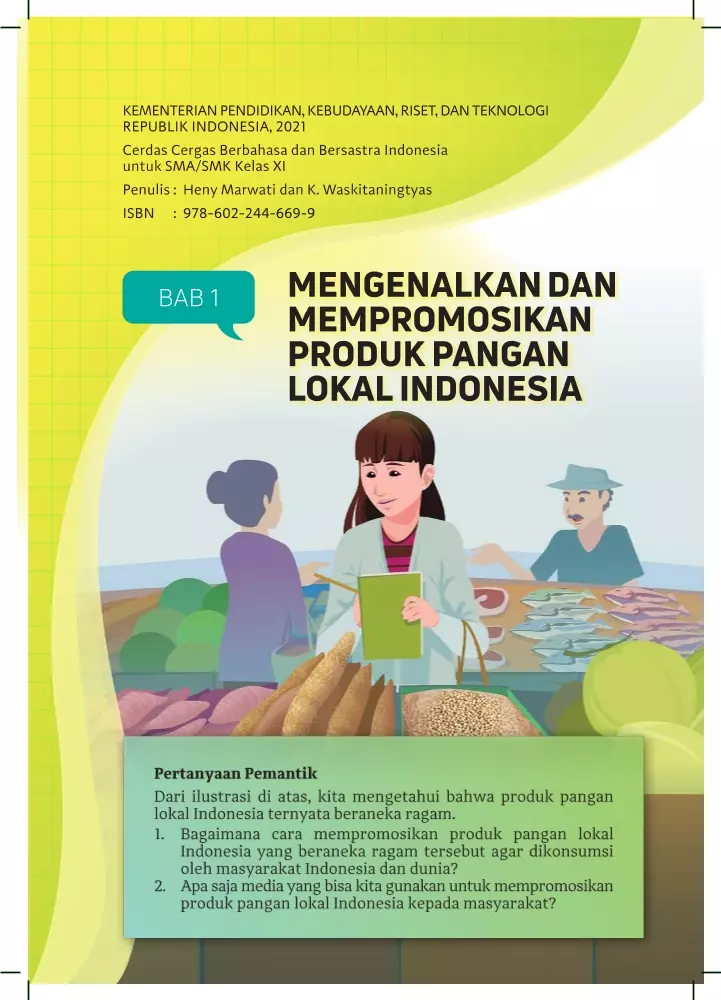 KEMENTERIAN PENDIDIKAN, KEBUDAYAAN, RISET, DAN TEKNOLOGI
REPUBLIK INDONESIA, 2021
Cerdas Cergas Berbahasa dan Bersastra Indonesia
untuk SMA/SMK Kelas XI
Penulis : Heny Marwati dan K. Waskitaningtyas
ISBN : 978-602-244-669-9
BAB 1
MENGENALKAN DAN
MEMPROMOSIKAN
PRODUK PANGAN
LOKAL INDONESIA
Pertanyaan Pemantik
Dari ilustrasi di atas, kita mengetahui bahwa produk pangan
lokal Indonesia ternyata beraneka ragam.
1. Bagaimana cara mempromosikan produk pangan lokal
Indonesia yang beraneka ragam tersebut agar dikonsumsi
oleh masyarakat Indonesia dan dunia?
2. Apa saja media yang bisa kita gunakan untuk mempromosikan
produk pangan lokal Indonesia kepada masyarakat?